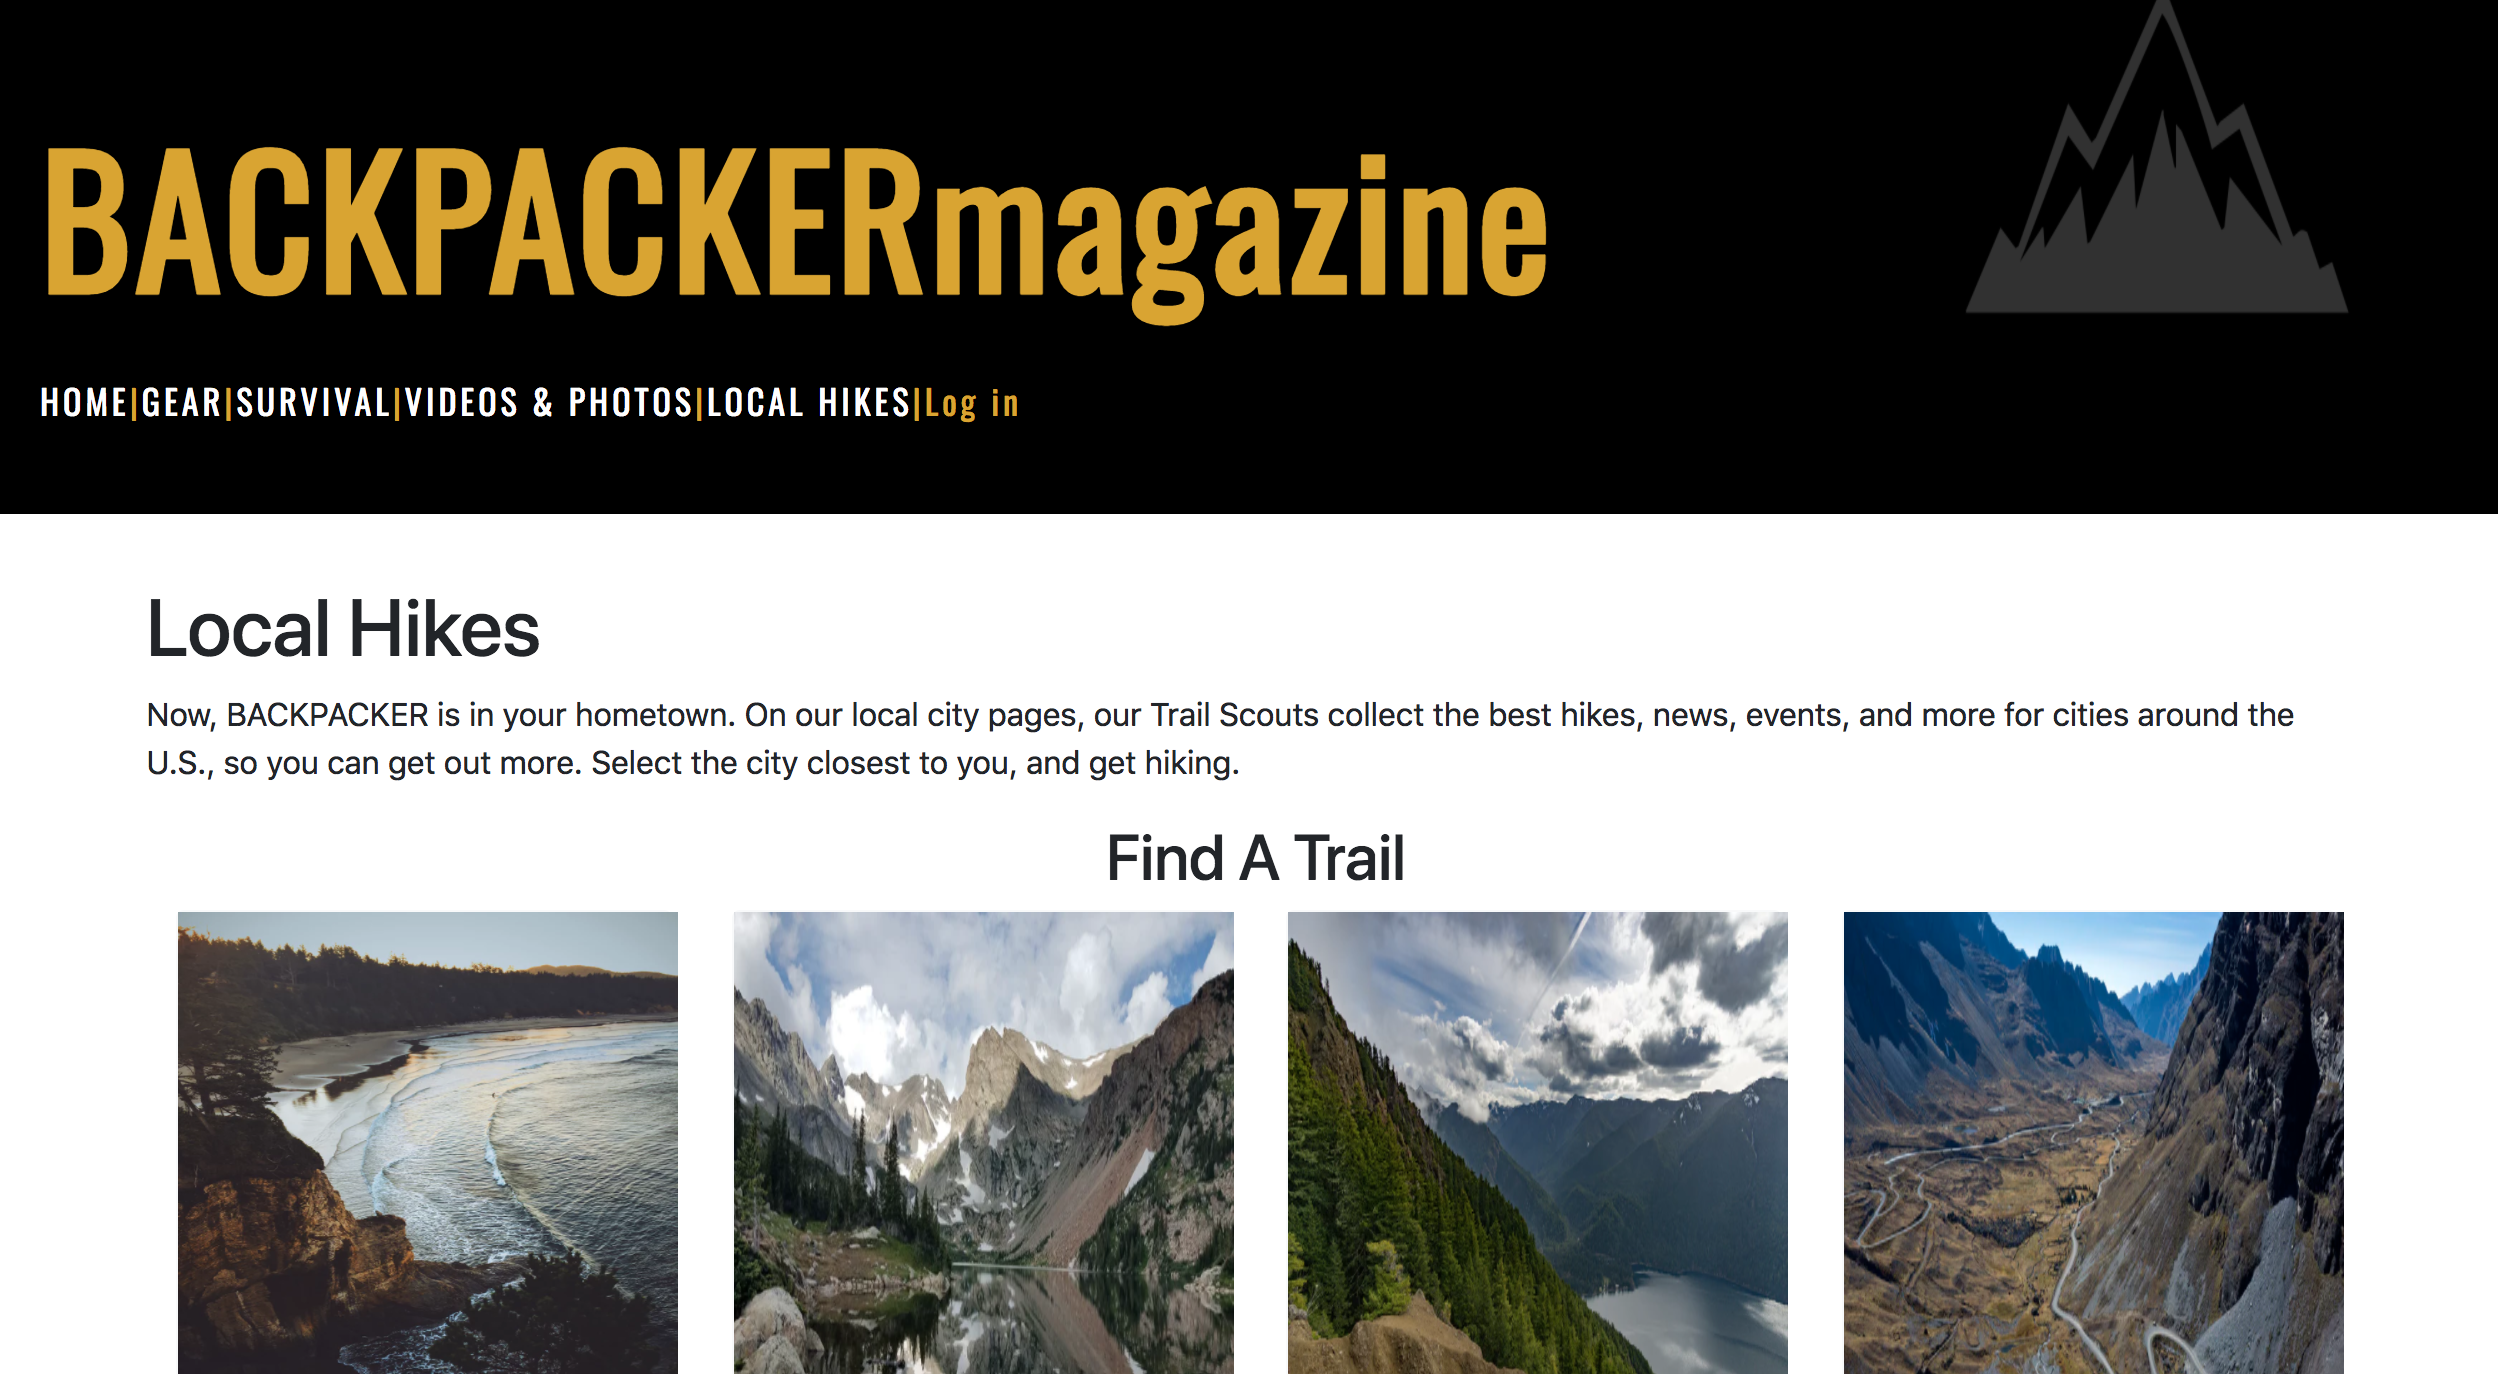 BACKPACKERmagazine
HOME|GEAR|SURVIVAL|VIDEOS & PHOTOS|LOCAL HIKES|Log in
Local Hikes
Now, BACKPACKER is in your hometown. On our local city pages, our Trail Scouts collect the best hikes, news, events, and more for cities around the
U.S., so you can get out more. Select the city closest to you, and get hiking.
Find A Trail